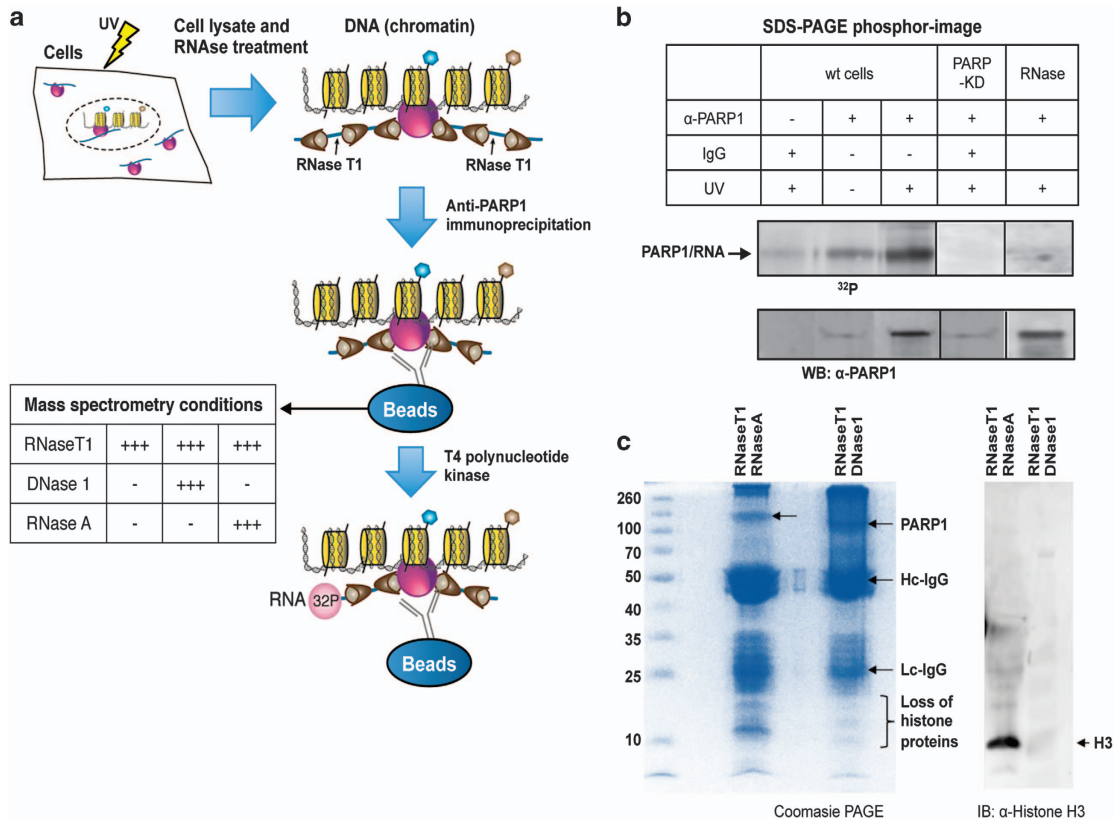 a
UV
Cells
Cell lysate and
RNAse treatment
DNA (chromatin)
RNase T1
RNase T1
Anti-PARP1
immunoprecipitation
Beads
Mass spectrometry conditions
RNaseT1 +++ +++ +++
DNase 1 - +++ -
RNase A - - +++
T4 polynucleotide
kinase
RNA 32P
Beads
b
SDS-PAGE phosphor-image
wt cells PARP
-KD RNase
α-PARP1 - + + + +
IgG + - - +
UV + - + + +
PARP1/RNA
32P
WB: α-PARP1
c
RNaseT1
RNaseA
RNaseT1
DNase1
RNaseT1
RNaseA
RNaseT1
DNase1
260
100
70
50
40
35
25
10
PARP1
Hc-IgG
Lc-IgG
Loss of
histone
proteins
H3
Coomasie PAGE
IB: α-Histone H3